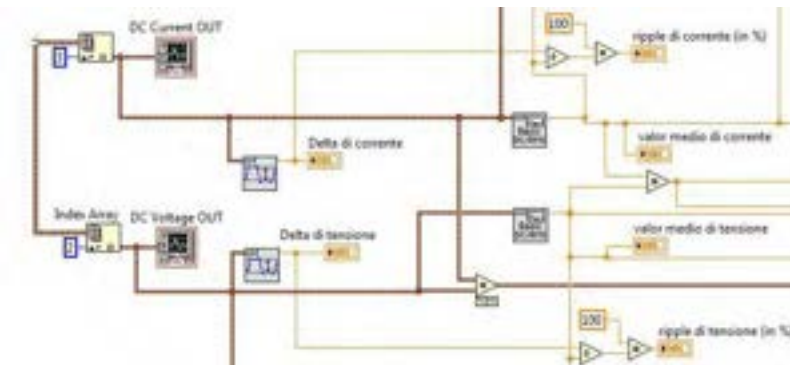 DC Current OUT
100
ripple di corrente (in %)
Delta di corrente
valor medio di corrente
Index Array
DC Voltage OUT
Delta di tensione
valor medio di tensione
100
ripple di tensione (in %